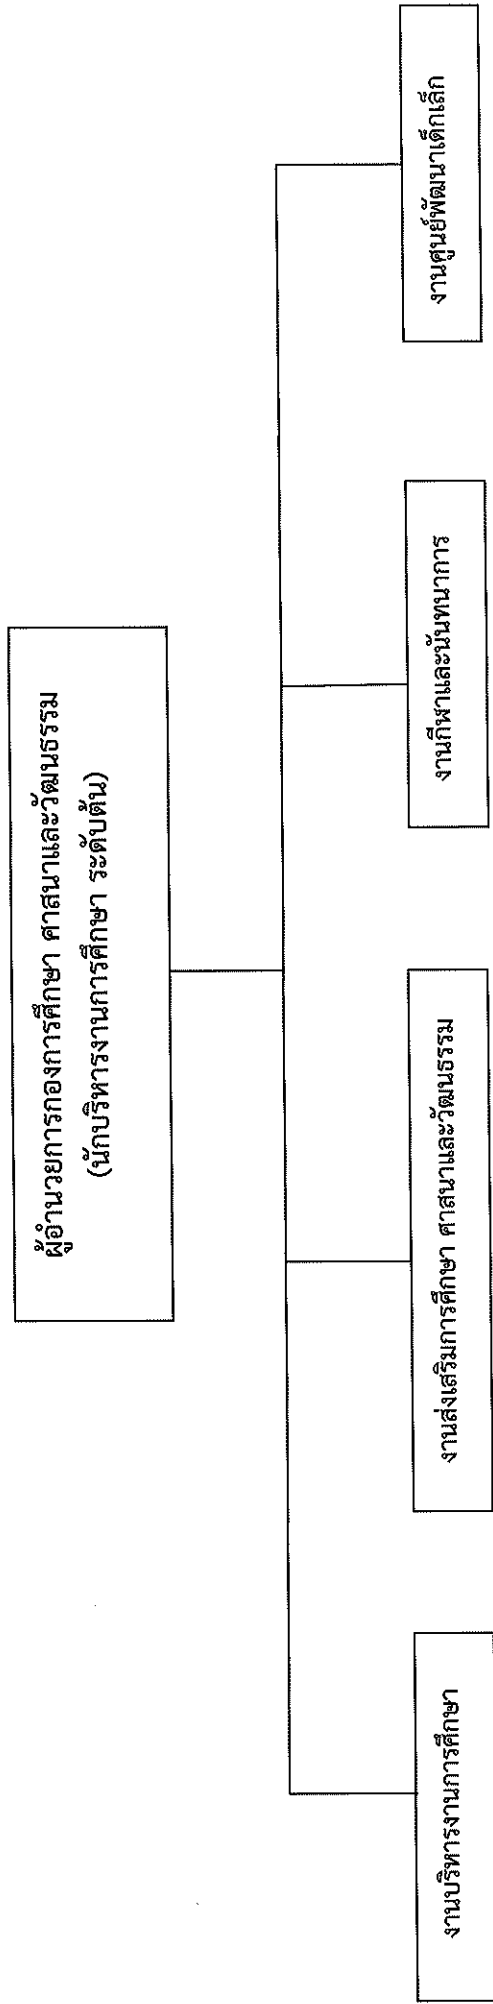 ผู้อำนวยการกองการศึกษา ศาสนาและวัฒนธรรม
(นักบริหารงานการศึกษา ระดับต้น)
งานบริหารงานการศึกษา
งานส่งเสริมการศึกษา ศาสนาและวัฒนธรรม
งานกีฬาและนันทนาการ
งานศูนย์พัฒนาเด็กเล็ก